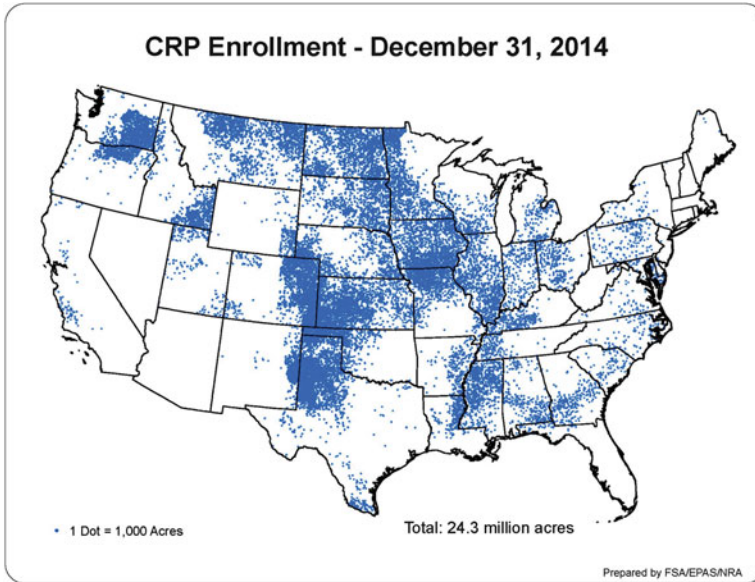 CRP Enrollment - December 31, 2014
1 Dot = 1,000 Acres
Total: 24.3 million acres
Prepared by FSA/EPAS/NRA